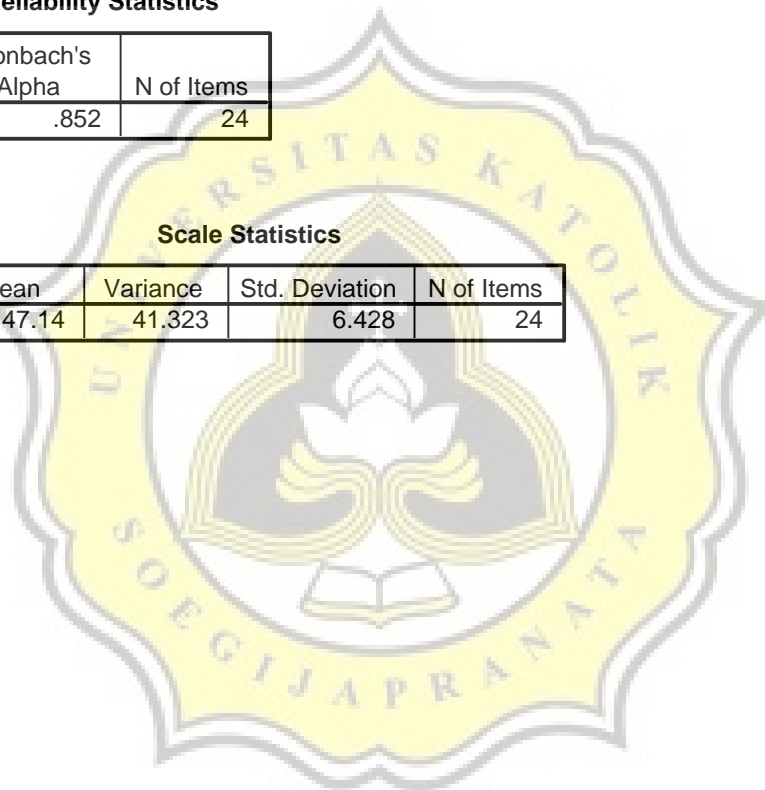 eliability Statistics
onbach's
Alpha N of Items
.852 24
Scale Statistics
ean Variance Std. Deviation N of Items
47.14 41.323 6.428 24
UNIVERSITAS KATOLIK
SOEGIJAPRANATA